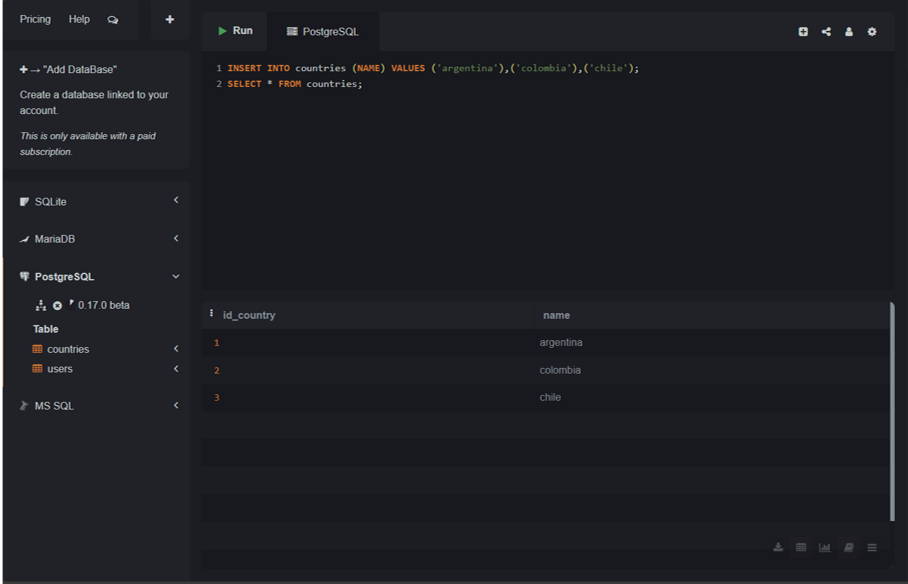 Pricing Help
Run
PostgreSQL
→ "Add DataBase"
Create a database linked to your
account.
This is only available with a paid
subscription.
1 INSERT INTO countries (NAME) VALUES ('argentina'),('colombia'),('chile');
2 SELECT * FROM countries;
SQLite
MariaDB
PostgreSQL
0.17.0 beta
Table
countries
users
MS SQL
id_country name
1 argentina
2 colombia
3 chile